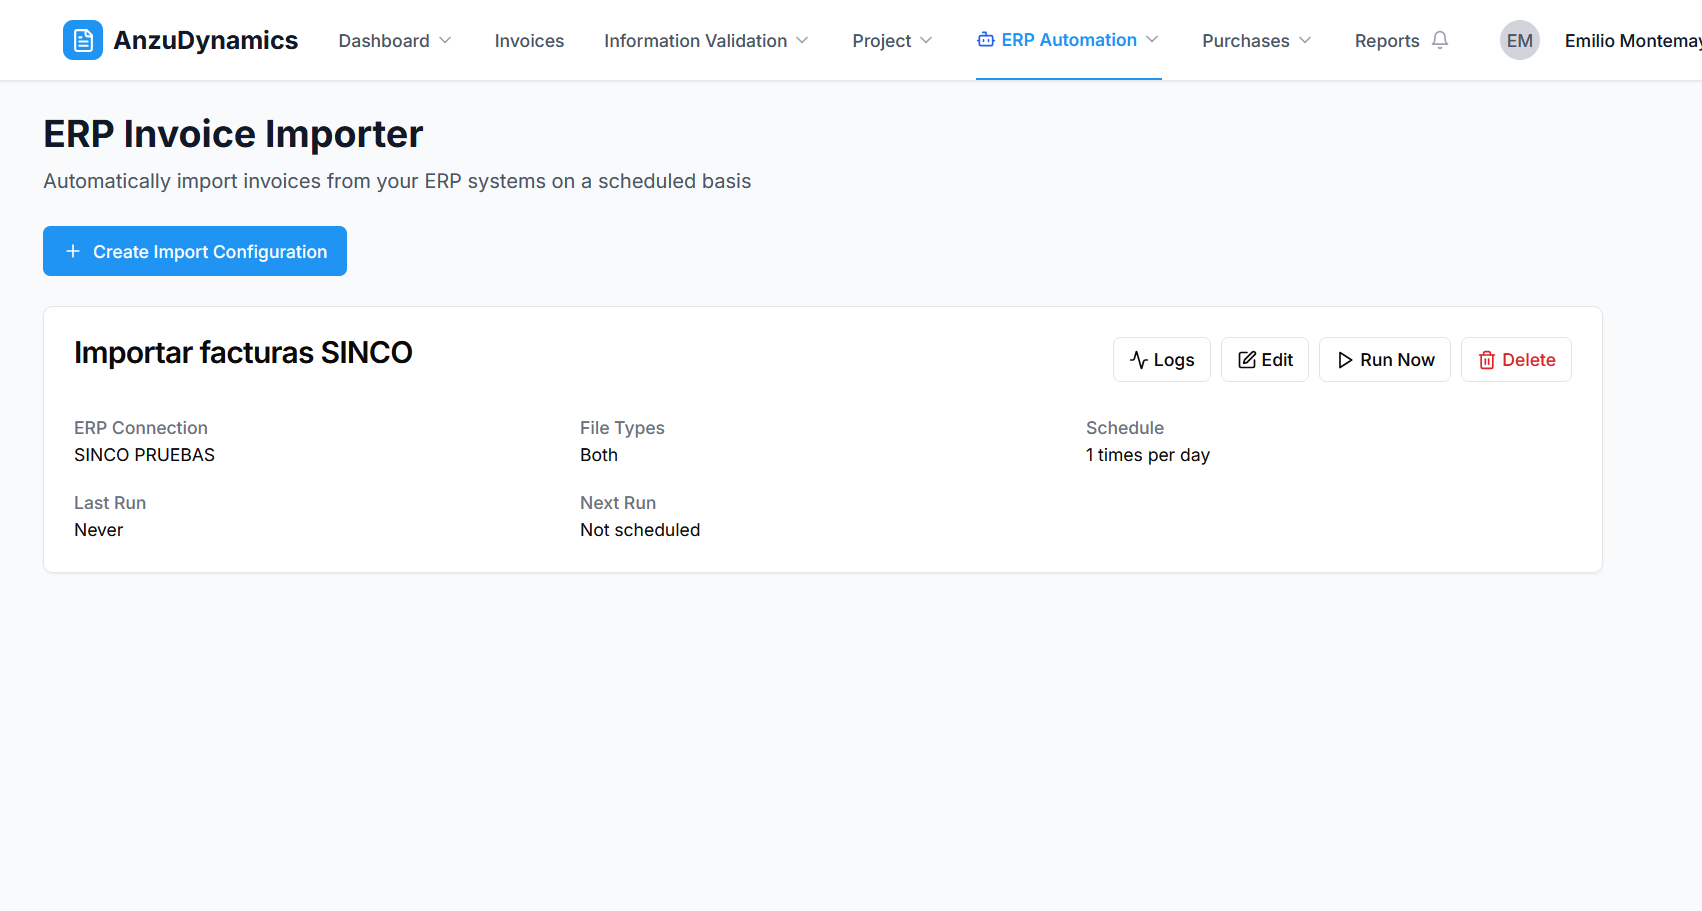 AnzuDynamics Dashboard Invoices Information Validation Project ERP Automation Purchases Reports EM Emilio Montemay
ERP Invoice Importer
Automatically import invoices from your ERP systems on a scheduled basis
+ Create Import Configuration
Importar facturas SINCO
Logs Edit Run Now Delete
ERP Connection File Types Schedule
SINCO PRUEBAS Both 1 times per day
Last Run Next Run
Never Not scheduled